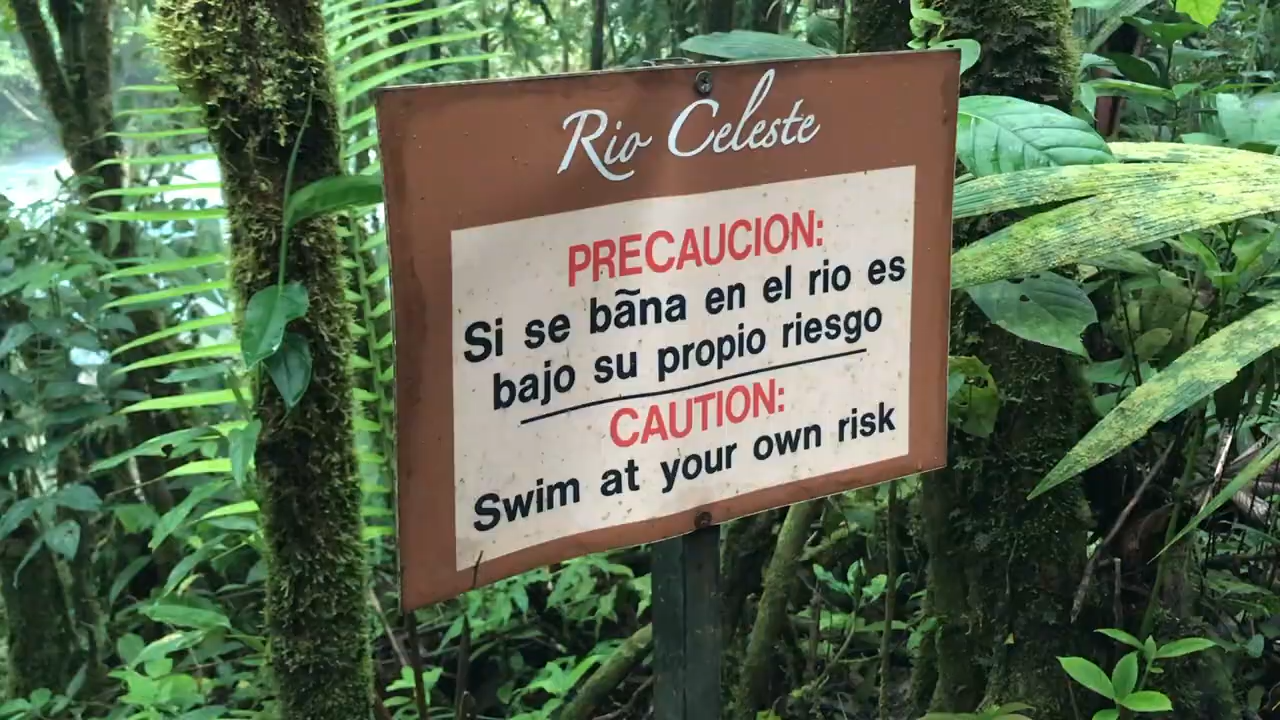 Rio Celeste
PRECAUCION:
Si se bãna en el rio es
bajo su propio riesgo
CAUTION:
Swim at your own risk